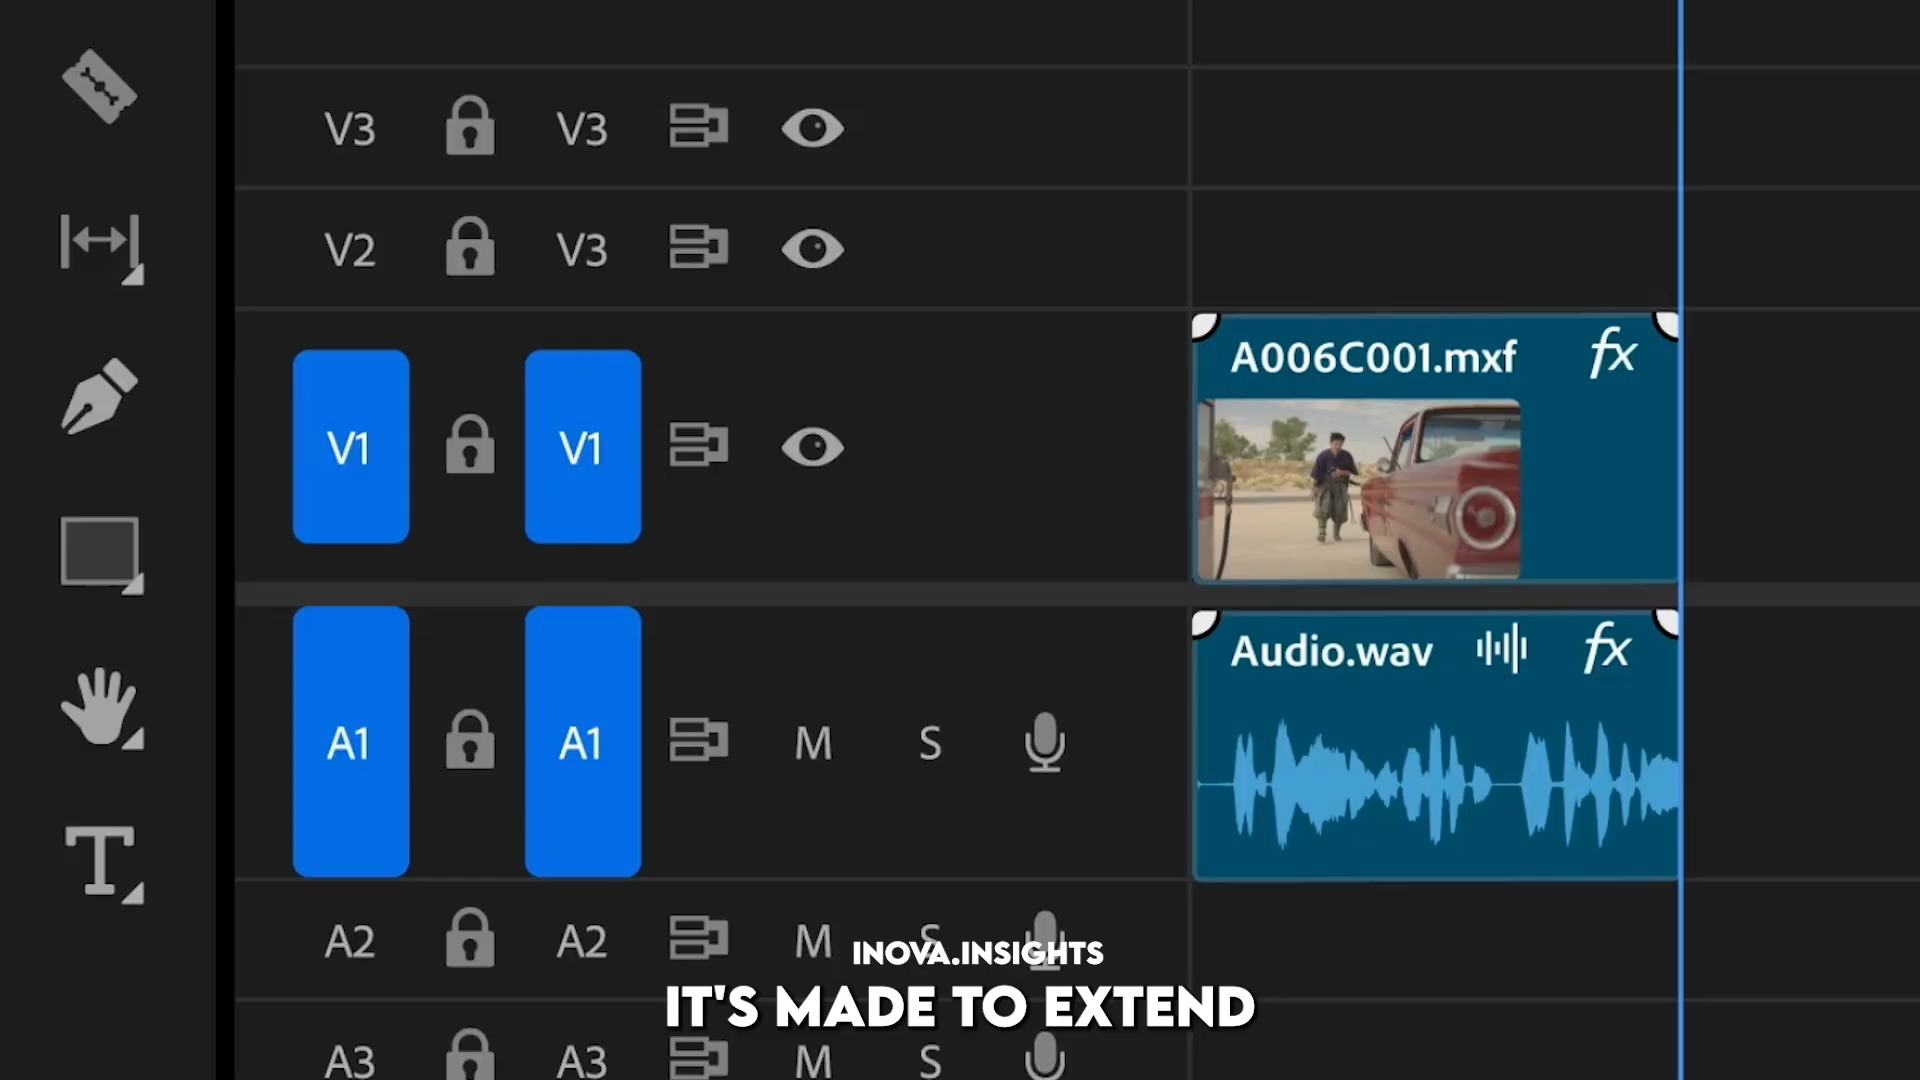 V3 V3
V2 V3
A006C001.mxf fx
V1 V1
Audio.wav fx
A1 A1 M S
A2 A2 M S
INOVA.INSIGHTS
IT'S MADE TO EXTEND
A3 A3 M S